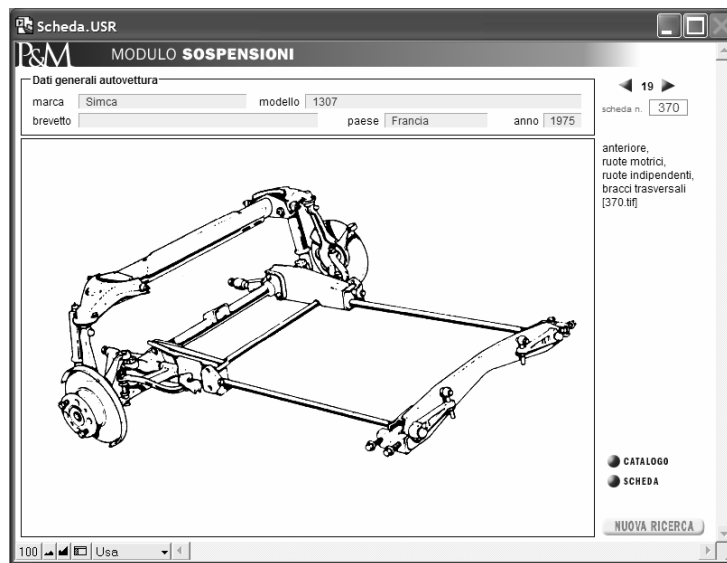 Scheda.USR
P&M MODULO SOSPENSIONI
Dati generali autovettura
marca Simca modello 1307
brevetto paese Francia anno 1975
19
scheda n. 370
anteriore,
ruote motrici,
ruote indipendenti,
bracci trasversali
[370.tif]
CATALOGO
SCHEDA
NUOVA RICERCA
100 Usa